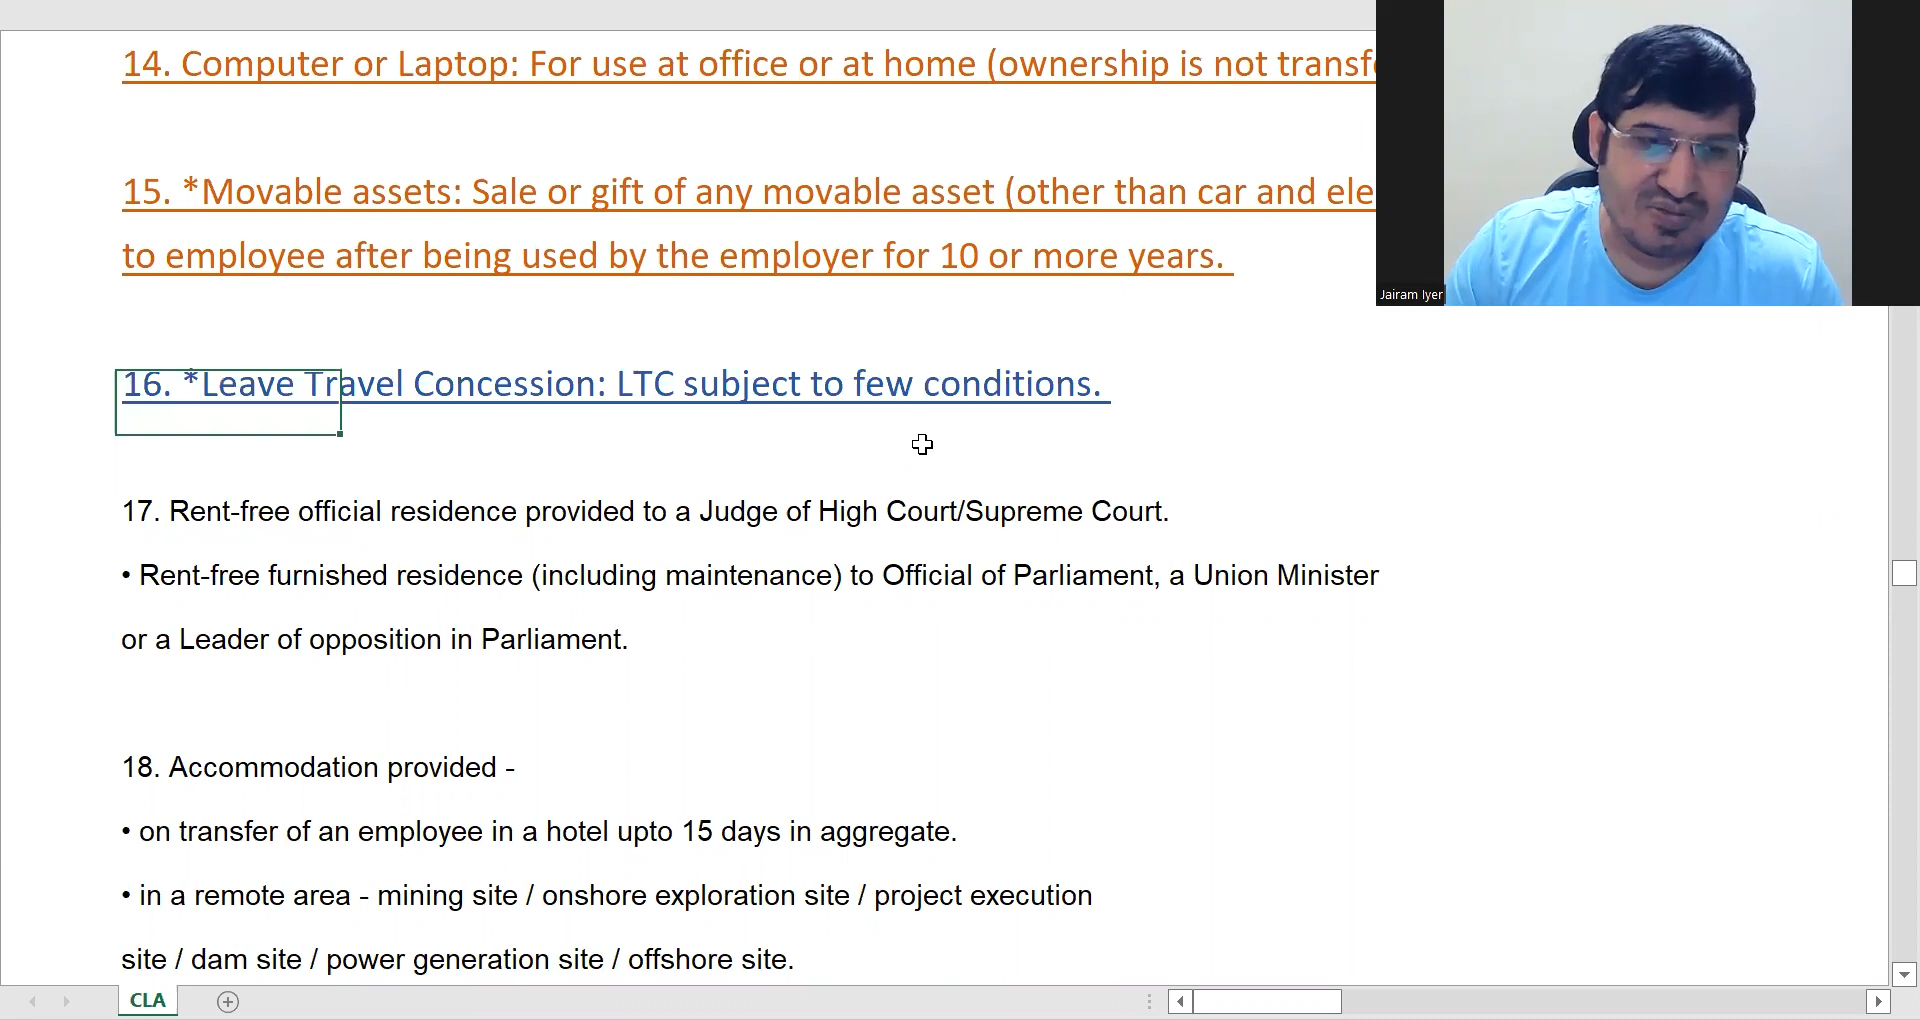 14. Computer or Laptop: For use at office or at home (ownership is not transf
15. *Movable assets: Sale or gift of any movable asset (other than car and ele
to employee after being used by the employer for 10 or more years.
Jairam Iyer
16. *Leave Travel Concession: LTC subject to few conditions.
17. Rent-free official residence provided to a Judge of High Court/Supreme Court.
• Rent-free furnished residence (including maintenance) to Official of Parliament, a Union Minister
or a Leader of opposition in Parliament.
18. Accommodation provided -
• on transfer of an employee in a hotel upto 15 days in aggregate.
• in a remote area - mining site / onshore exploration site / project execution
site / dam site / power generation site / offshore site.
CLA